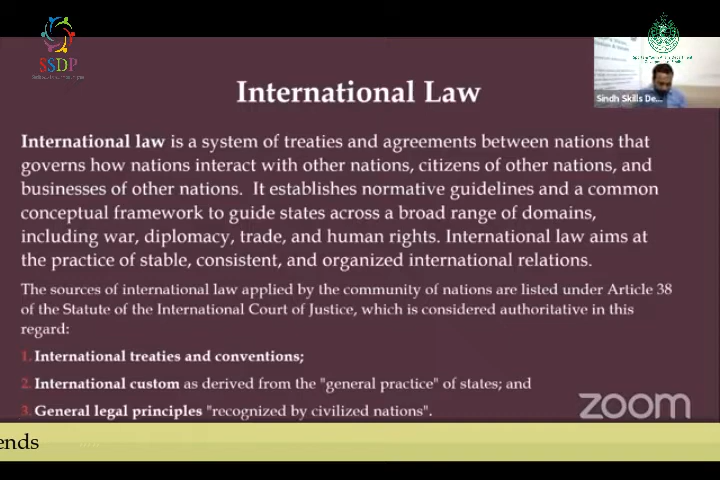 SSDP
International Law
Sindh Skills De...
International law is a system of treaties and agreements between nations that
governs how nations interact with other nations, citizens of other nations, and
businesses of other nations. It establishes normative guidelines and a common
conceptual framework to guide states across a broad range of domains,
including war, diplomacy, trade, and human rights. International law aims at
the practice of stable, consistent, and organized international relations.
The sources of international law applied by the community of nations are listed under Article 38
of the Statute of the International Court of Justice, which is considered authoritative in this
regard:
1. International treaties and conventions;
2. International custom as derived from the "general practice" of states; and
3. General legal principles "recognized by civilized nations".
zoom
ends